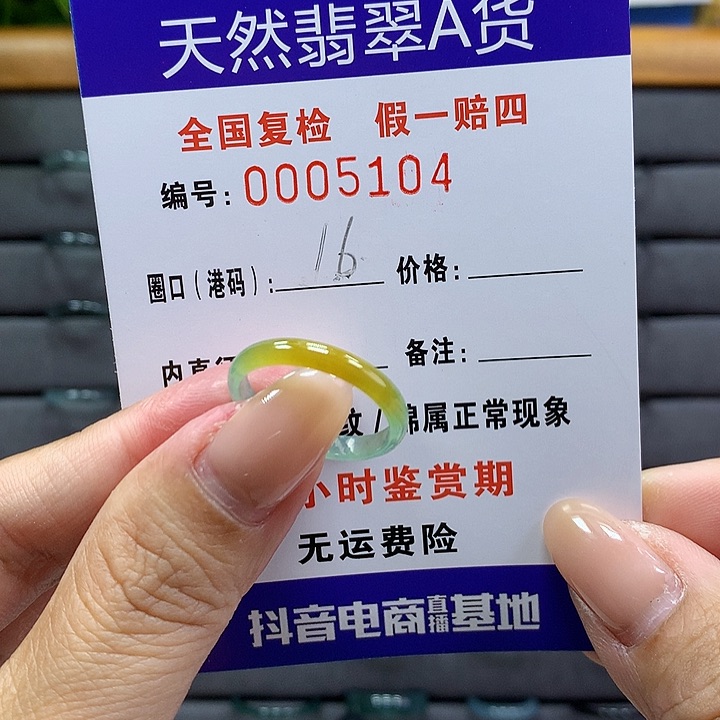 天然翡翠A货
全国复检 假一赔四
编号:0005104
圈口(港码):16 价格:
内直 备注:
纹/棉属正常现象
小时鉴赏期
无运费险
抖音电商直播基地